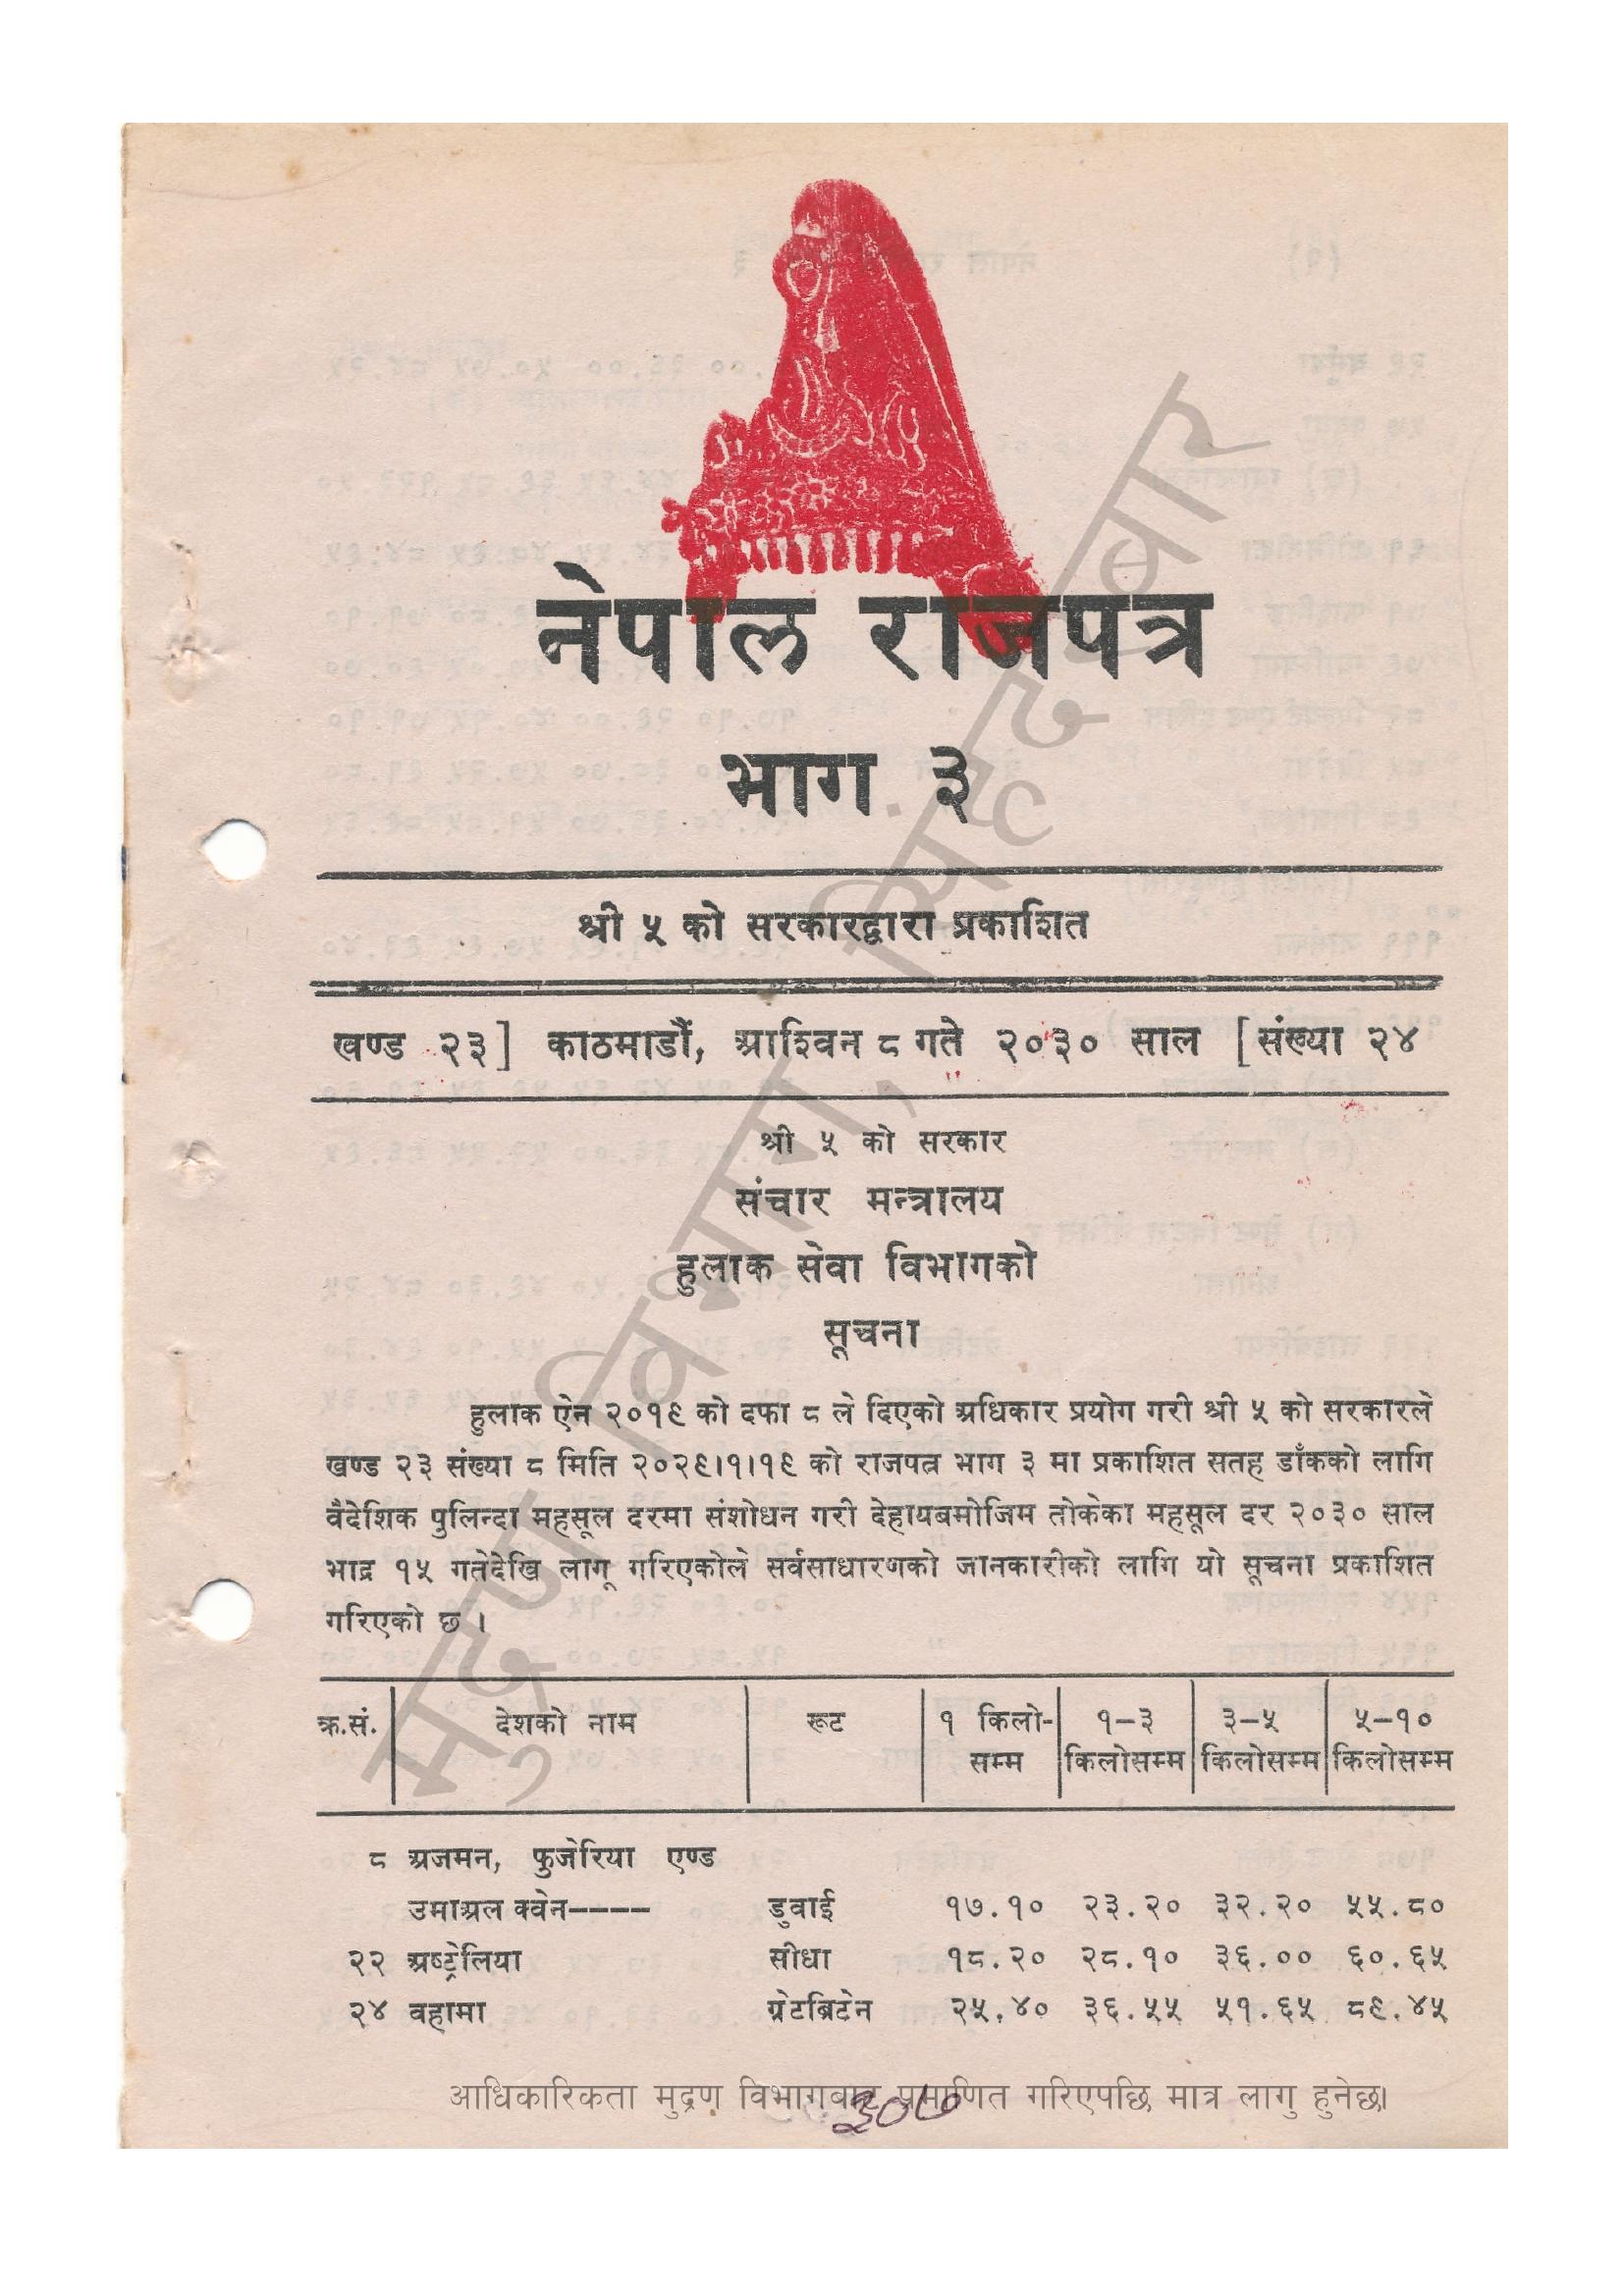 नेपाल राजपत्र
भाग ३
श्री ५ को सरकारद्वारा प्रकाशित
खण्ड २३] काठमाडौं, आश्विन ८ गते २०३० साल [संख्या २४
श्री ५ को सरकार
संचार मन्त्रालय
हुलाक सेवा विभागको
सूचना
हुलाक ऐन २०१९ को दफा ८ ले दिएको अधिकार प्रयोग गरी श्री ५ को सरकारले
खण्ड २३ संख्या ८ मिति २०२९।१।१९ को राजपत्र भाग ३ मा प्रकाशित सतह डाँकको लागि
वैदेशिक पुलिन्दा महसूल दरमा संशोधन गरी देहायबमोजिम तोकेका महसूल दर २०३० साल
भाद्र १५ गतेदेखि लागू गरिएकोले सर्वसाधारणको जानकारीको लागि यो सूचना प्रकाशित
गरिएको छ ।
क्र.सं. देशको नाम रूट १ किलो- १–३ ३–५ ५–१०
सम्म किलोसम्म किलोसम्म किलोसम्म
८ अजमन, फुजेरिया एण्ड
उमाअल क्वेन---- डुवाई १७.१० २३.२० ३२.२० ५५.८०
२२ अष्ट्रेलिया सीधा १८.२० २८.१० ३६.०० ६०.६५
२४ वहामा ग्रेटब्रिटेन २५.४० ३६.५५ ५१.६५ ८९.४५
आधिकारिकता मुद्रण विभागबाट प्रमाणित गरिएपछि मात्र लागु हुनेछ।
३०७
मुद्रण विभाग, सिंहदरवार